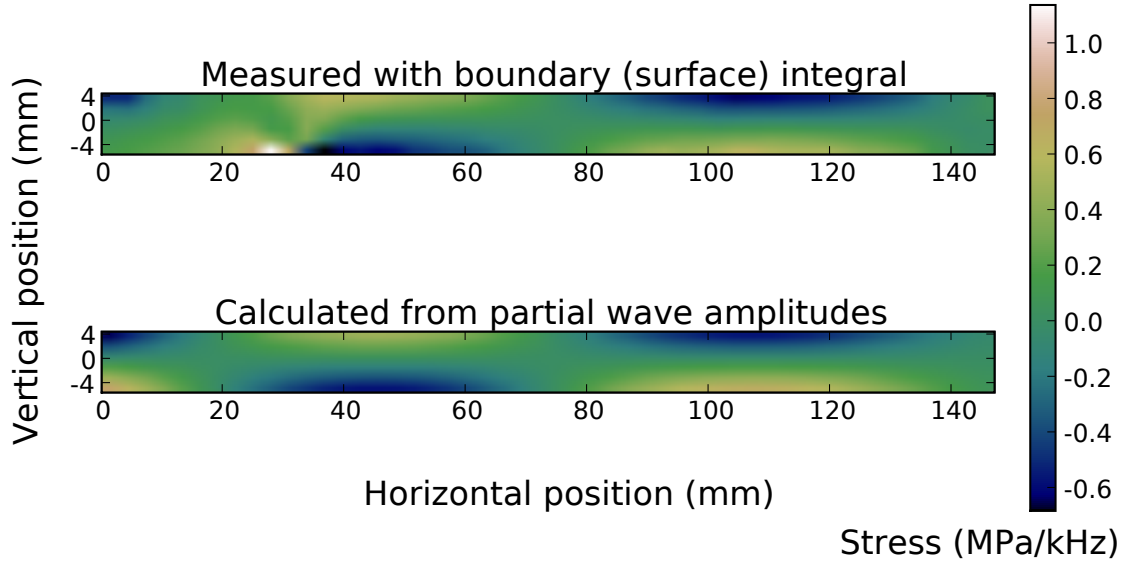 Measured with boundary (surface) integral
4
0
-4
0 20 40 60 80 100 120 140
Vertical position (mm)
Calculated from partial wave amplitudes
4
0
-4
0 20 40 60 80 100 120 140
Horizontal position (mm)
1.0
0.8
0.6
0.4
0.2
0.0
-0.2
-0.4
-0.6
Stress (MPa/kHz)